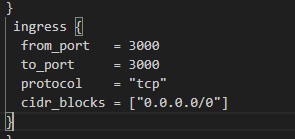 }
ingress {
from_port = 3000
to_port = 3000
protocol = "tcp"
cidr_blocks = ["0.0.0.0/0"]
}